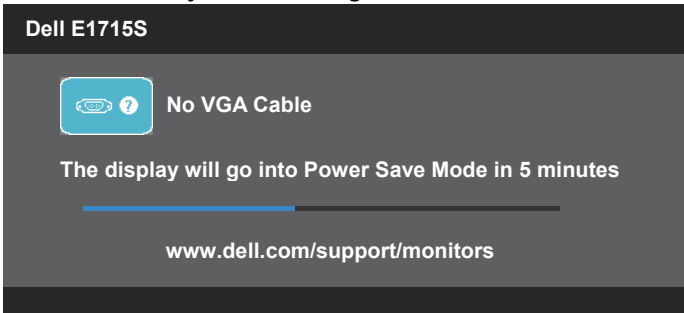 Dell E1715S
No VGA Cable
The display will go into Power Save Mode in 5 minutes
www.dell.com/support/monitors